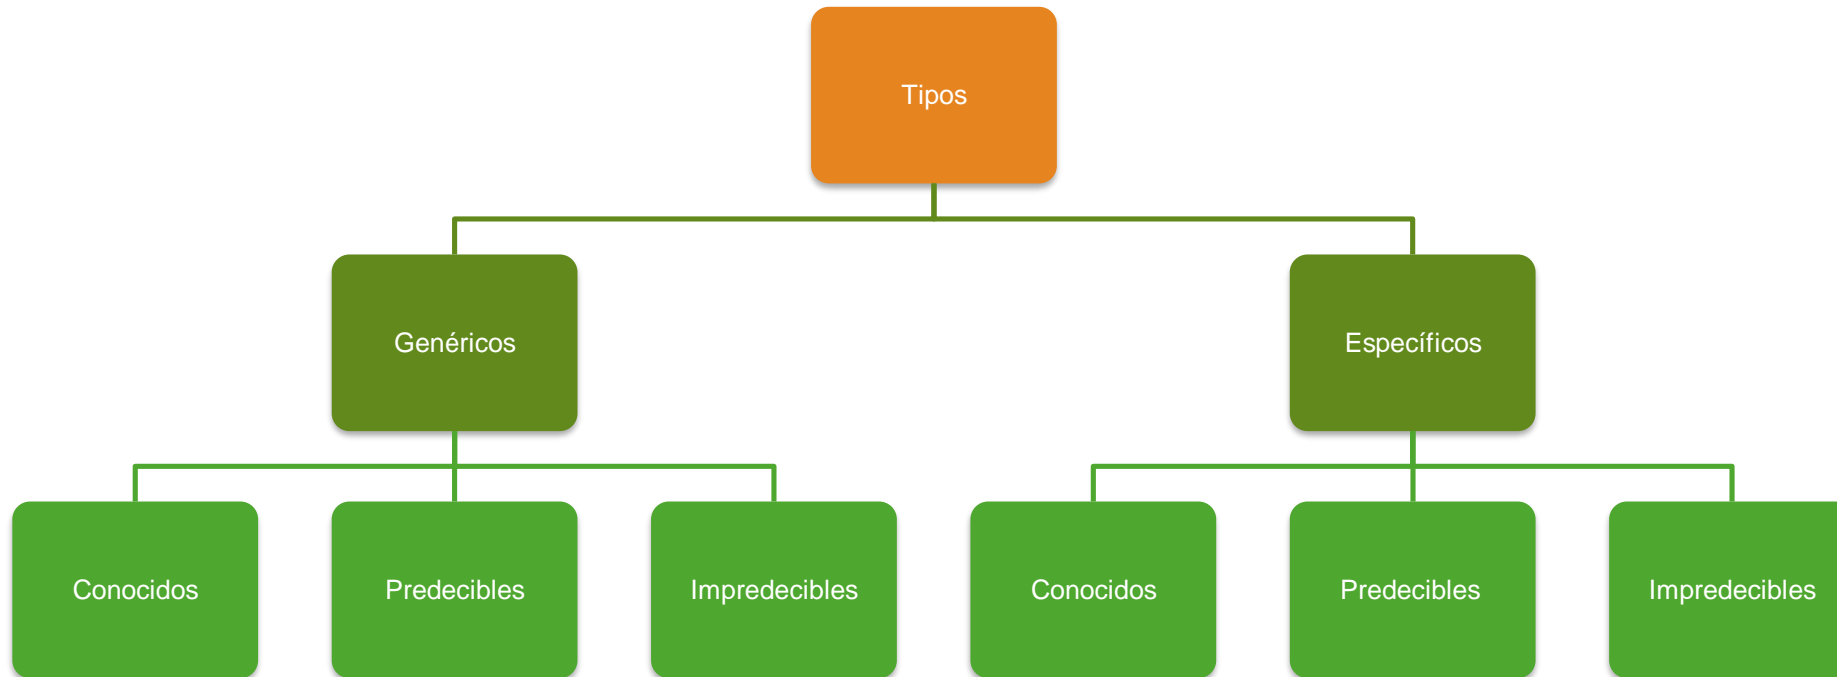 Tipos
Genéricos
Específicos
Conocidos
Predecibles
Impredecibles
Conocidos
Predecibles
Impredecibles